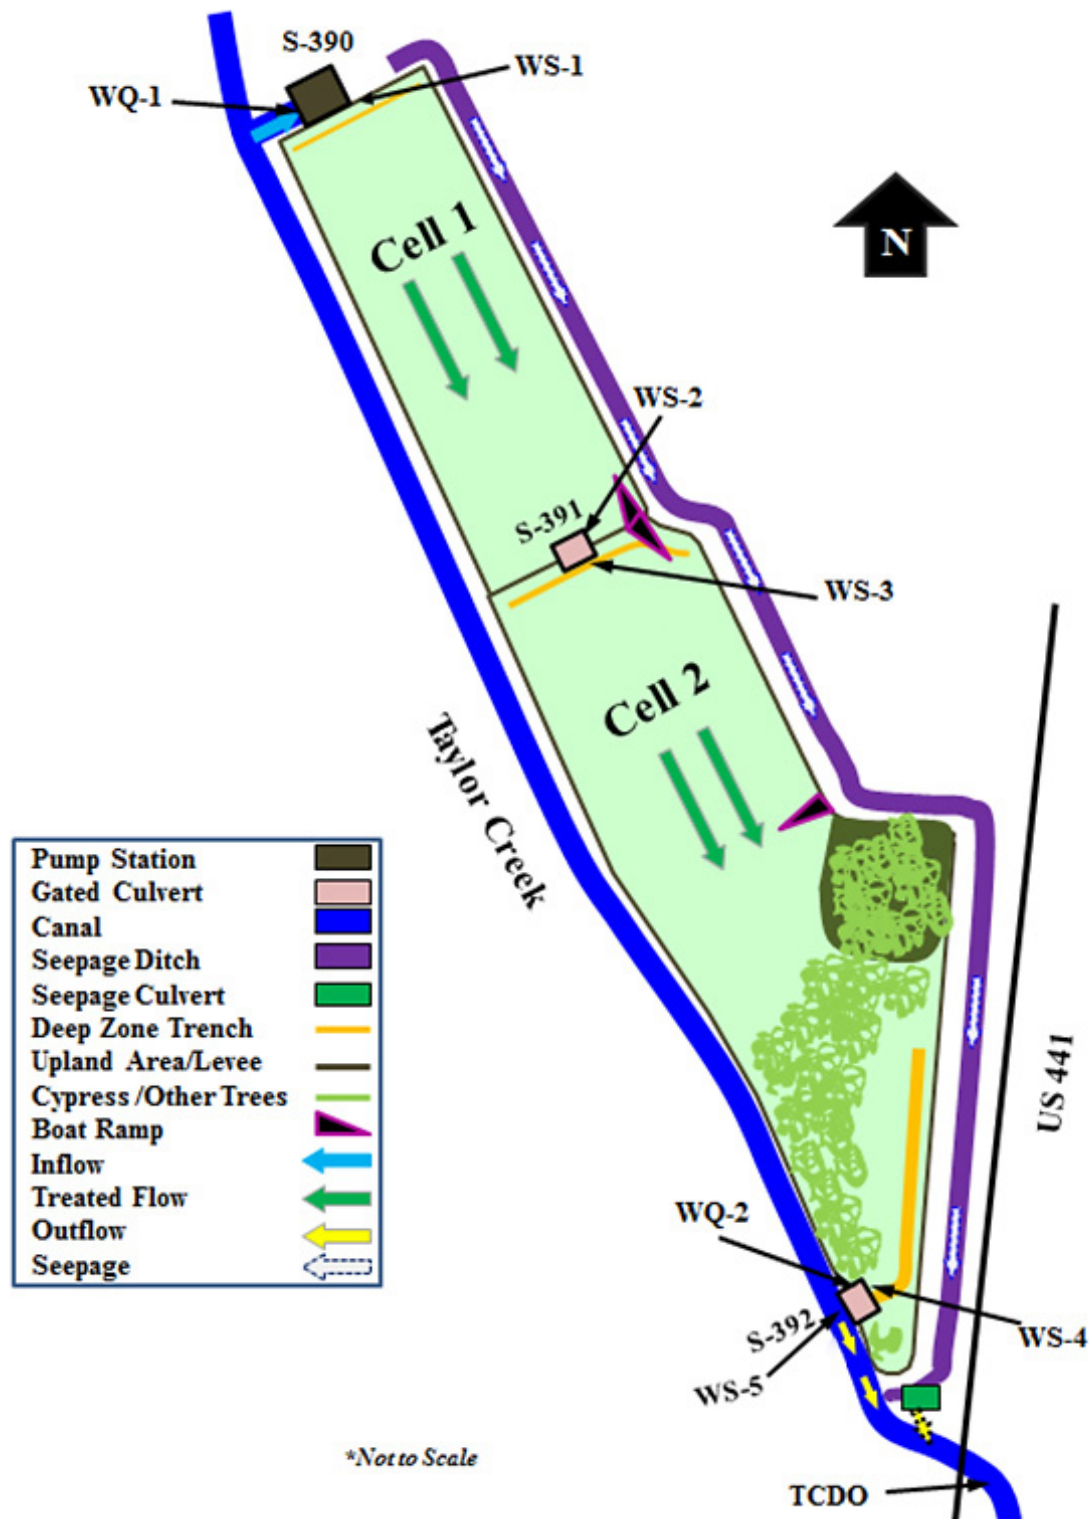 S-390
WS-1
WQ-1
N
Cell 1
WS-2
S-391
WS-3
Cell 2
Taylor Creek
Pump Station
Gated Culvert
Canal
Seepage Ditch
Seepage Culvert
Deep Zone Trench
Upland Area/Levee
Cypress /Other Trees
Boat Ramp
Inflow
Treated Flow
Outflow
Seepage
US 441
WQ-2
S-392
WS-4
WS-5
*Not to Scale
TCDO